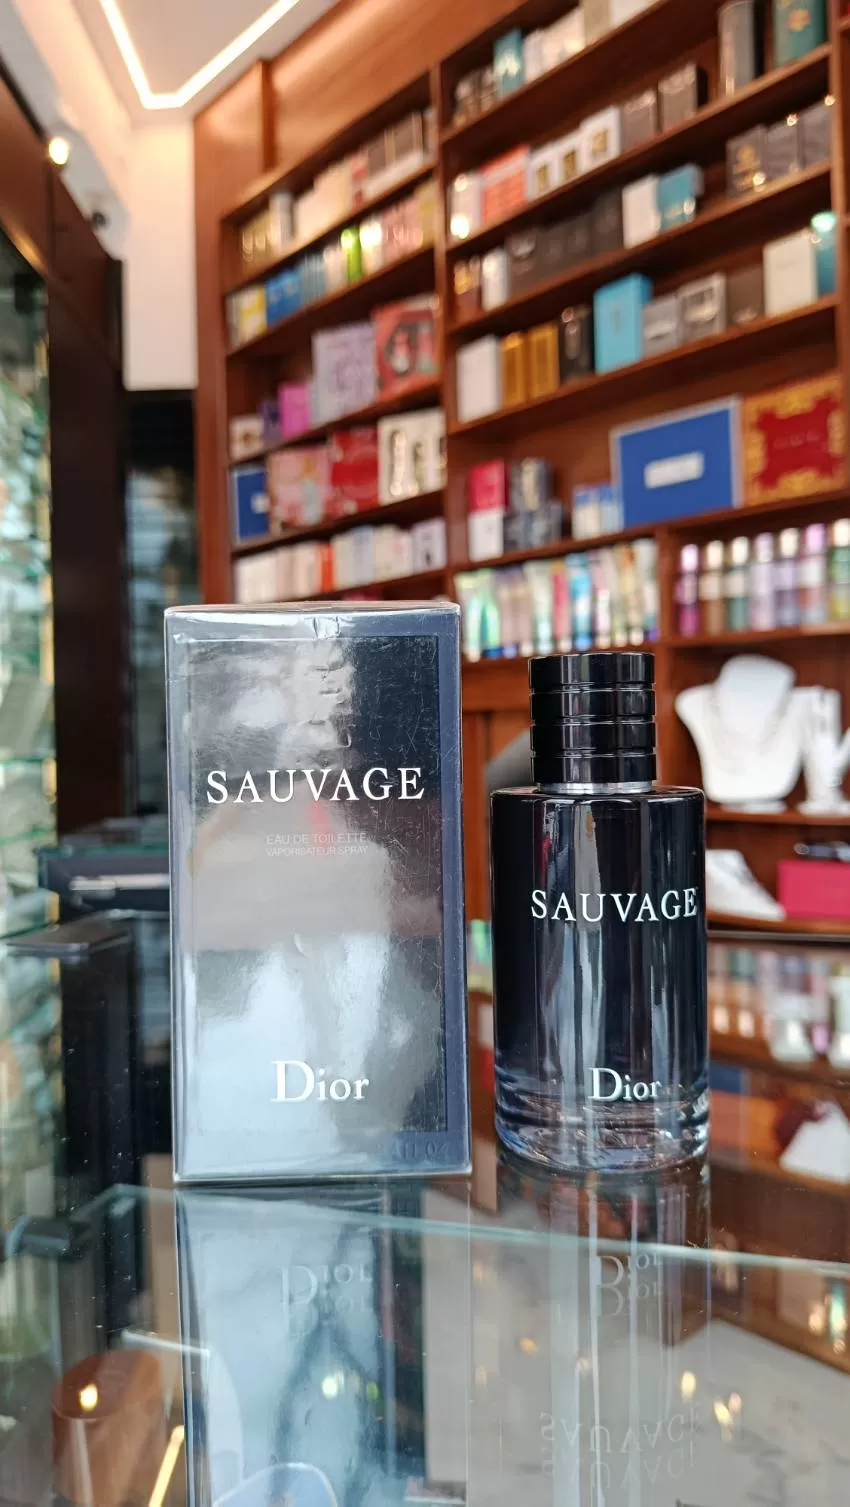 SAUVAGE
EAU DE TOILETTE
VAPORISATEUR SPRAY
Dior
SAUVAGE
Dior